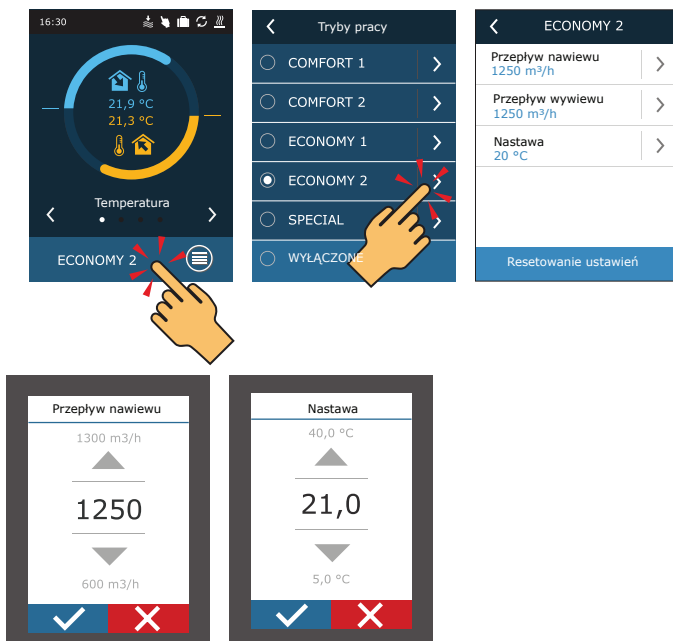 16:30
21,9 °C
21,3 °C
Temperatura
ECONOMY 2
Tryby pracy
COMFORT 1
COMFORT 2
ECONOMY 1
ECONOMY 2
SPECIAL
WYŁĄCZONE
ECONOMY 2
Przepływ nawiewu
1250 m³/h
Przepływ wywiewu
1250 m³/h
Nastawa
20 °C
Resetowanie ustawień
Przepływ nawiewu
1300 m3/h
1250
600 m3/h
Nastawa
40,0 °C
21,0
5,0 °C